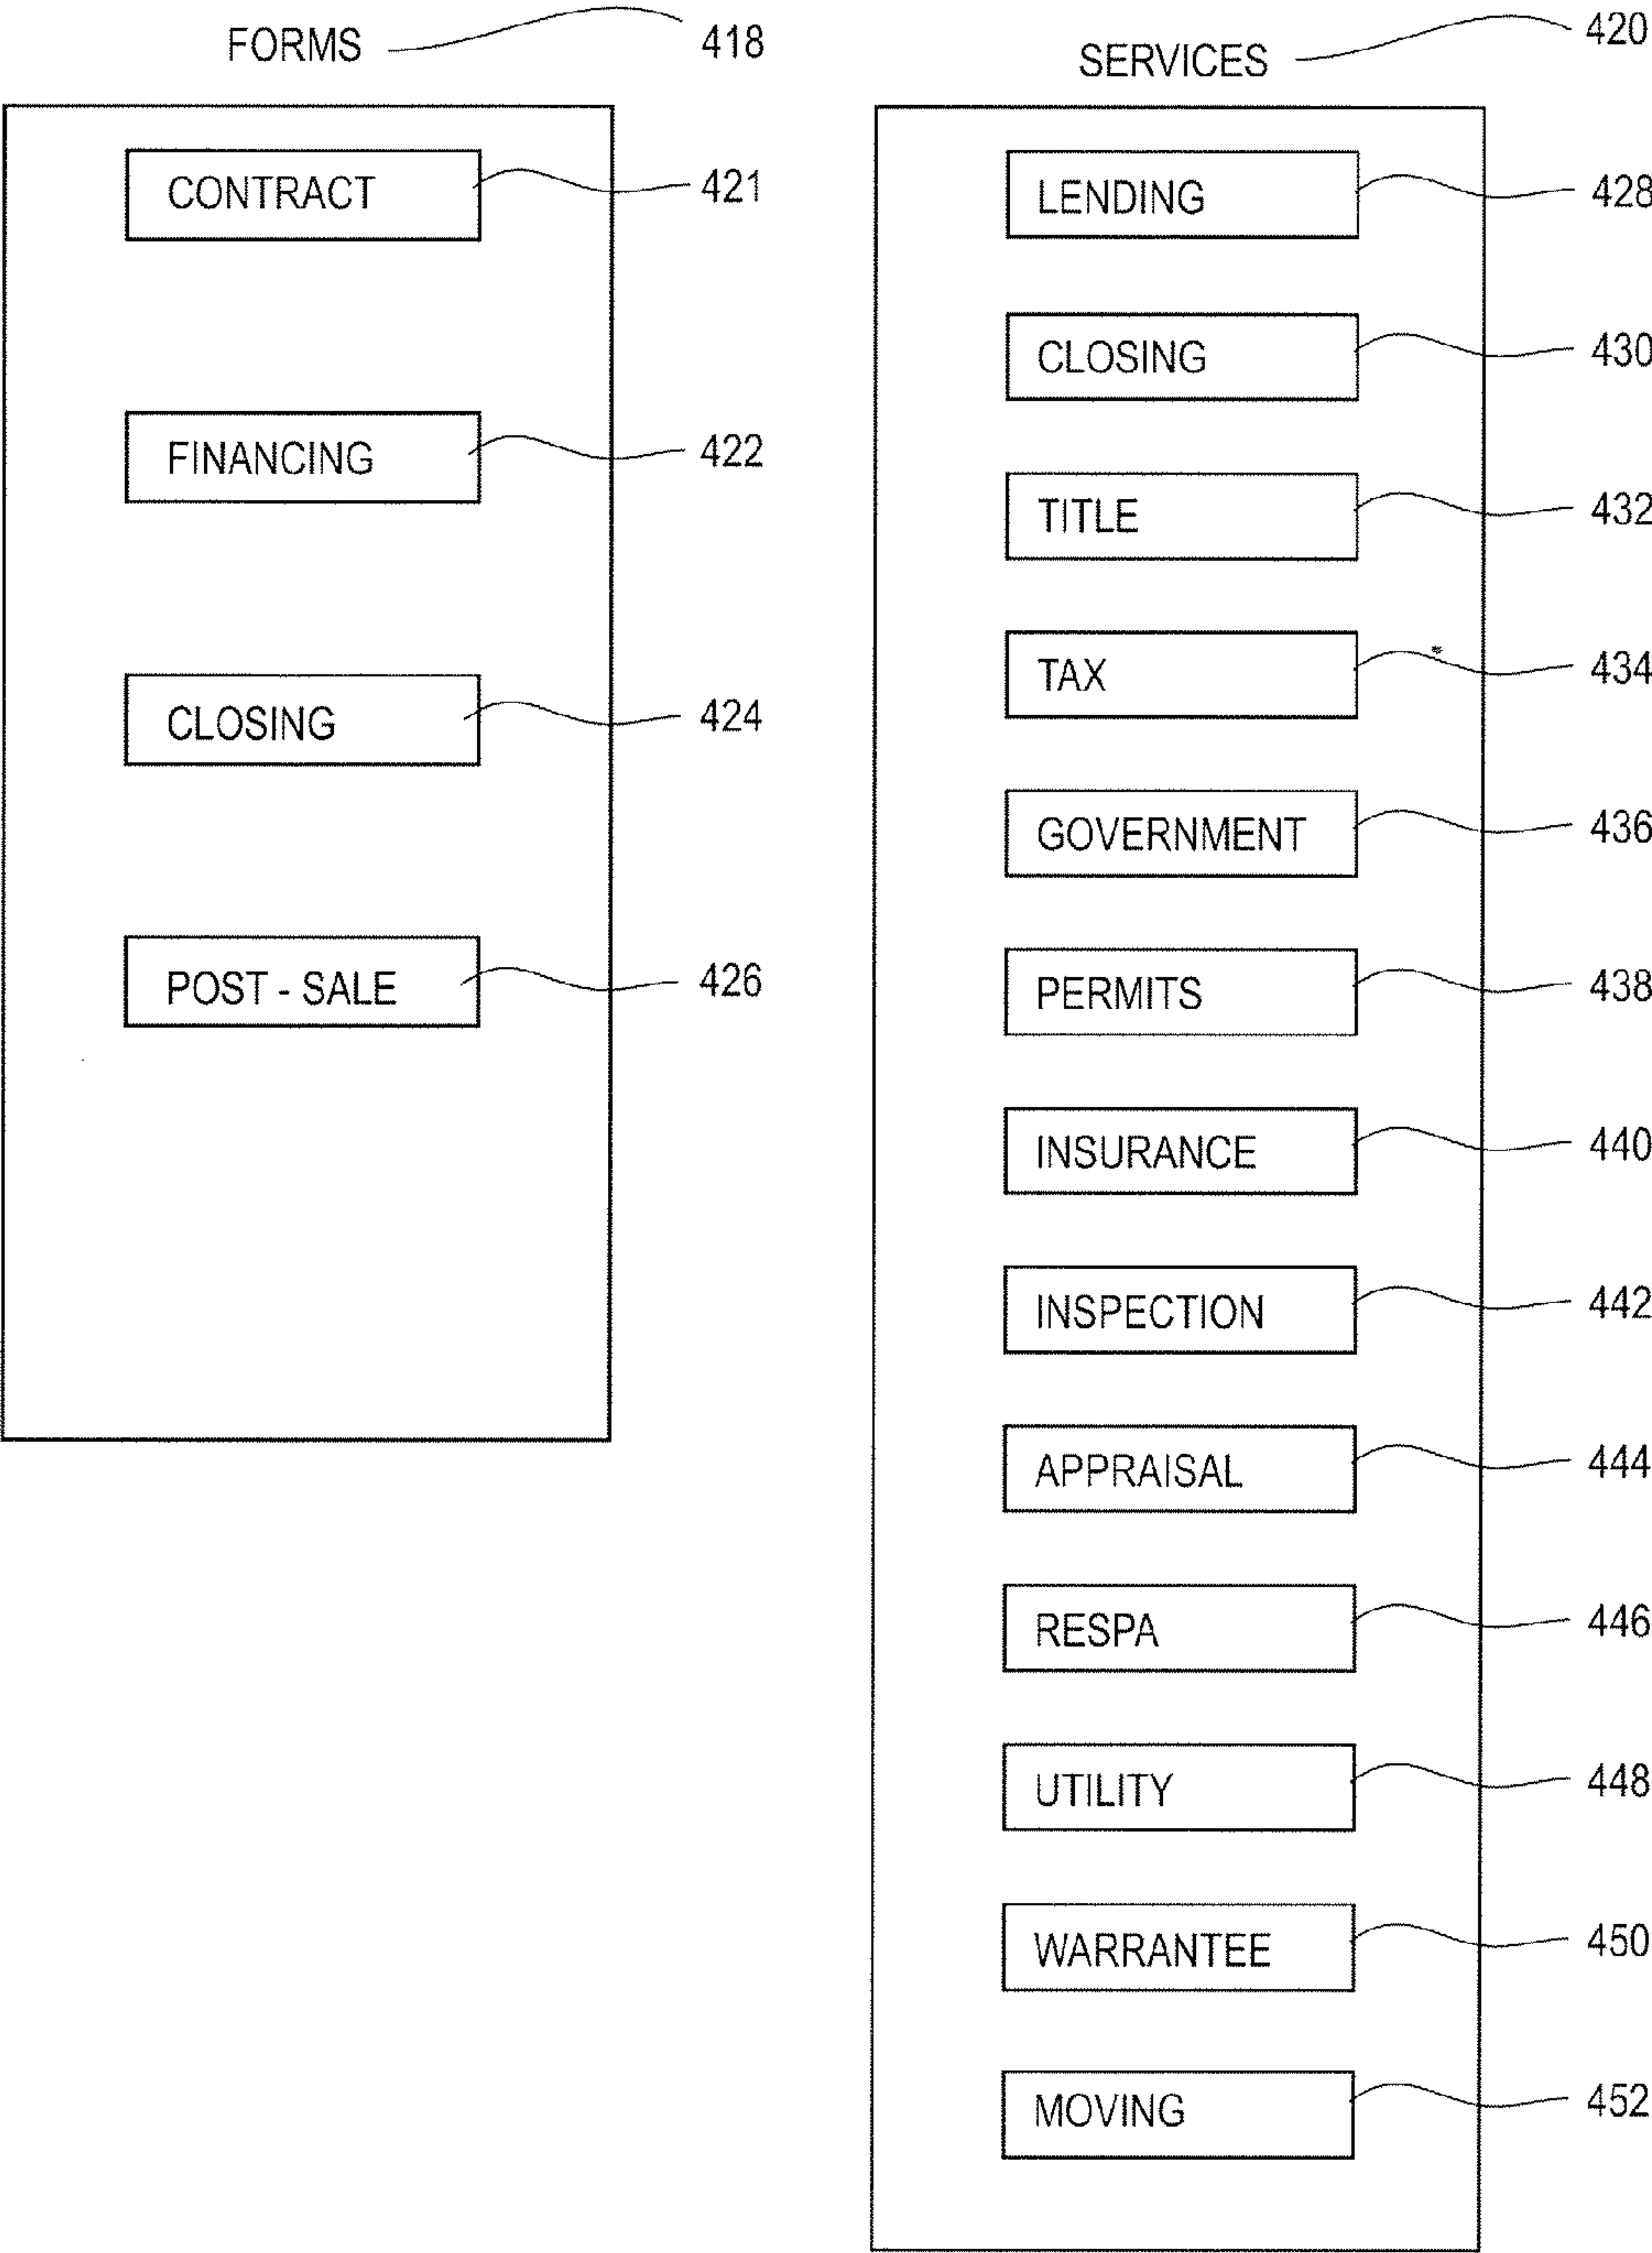 FORMS 418
CONTRACT 421
FINANCING 422
CLOSING 424
POST - SALE 426
SERVICES 420
LENDING 428
CLOSING 430
TITLE 432
TAX 434
GOVERNMENT 436
PERMITS 438
INSURANCE 440
INSPECTION 442
APPRAISAL 444
RESPA 446
UTILITY 448
WARRANTEE 450
MOVING 452